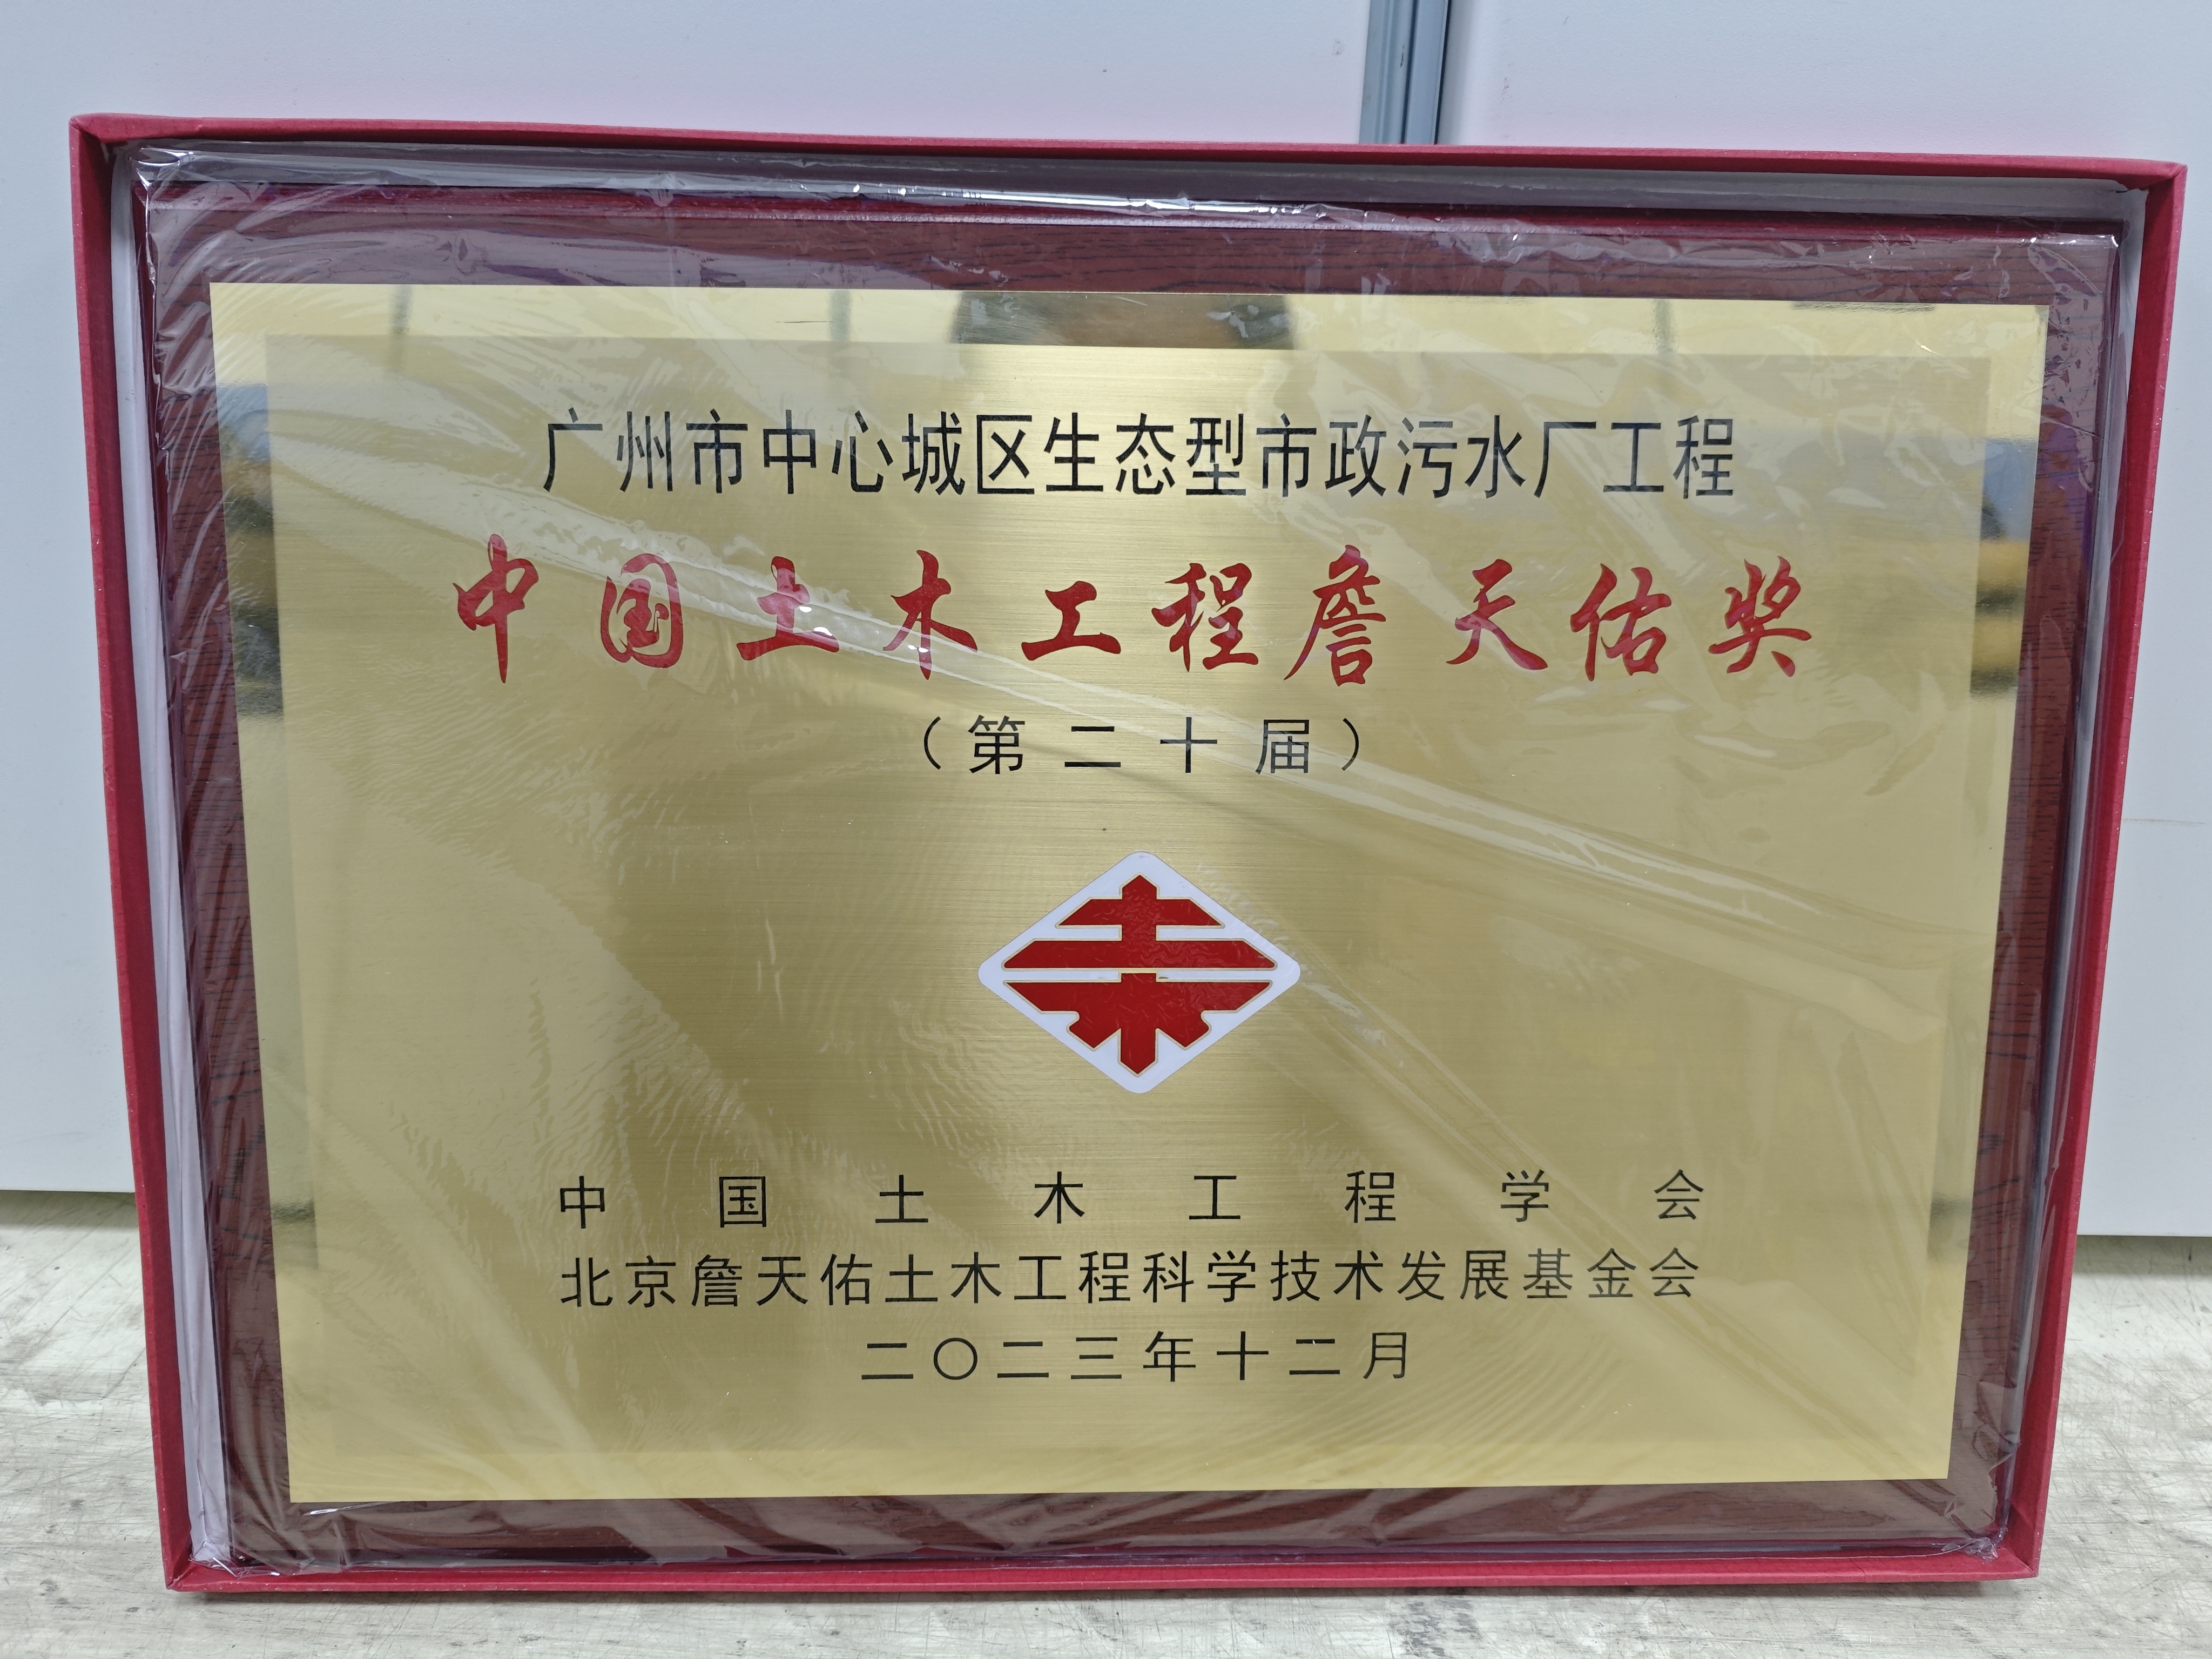 广州市中心城区生态型市政污水厂工程
中国土木工程詹天佑奖
（第二十届）
中国土木工程学会
北京詹天佑土木工程科学技术发展基金会
二〇二三年十二月